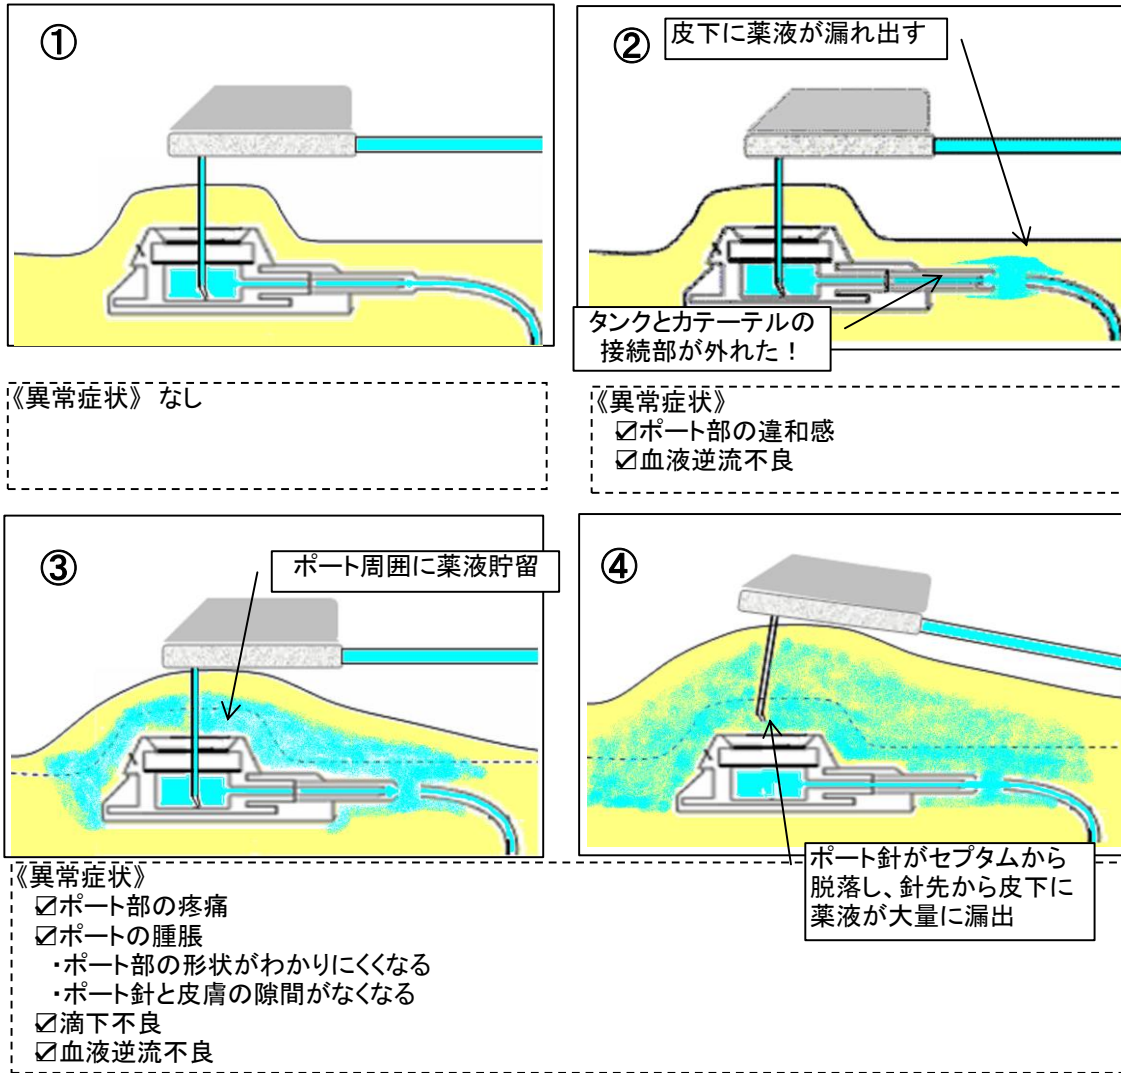 ①
②
皮下に薬液が漏れ出す
タンクとカテーテルの
接続部が外れた！
《異常症状》 なし
《異常症状》
☑ポート部の違和感
☑血液逆流不良
③
ポート周囲に薬液貯留
④
ポート針がセプタムから
脱落し、針先から皮下に
薬液が大量に漏出
《異常症状》
☑ポート部の疼痛
☑ポートの腫脹
・ポート部の形状がわかりにくくなる
・ポート針と皮膚の隙間がなくなる
☑滴下不良
☑血液逆流不良